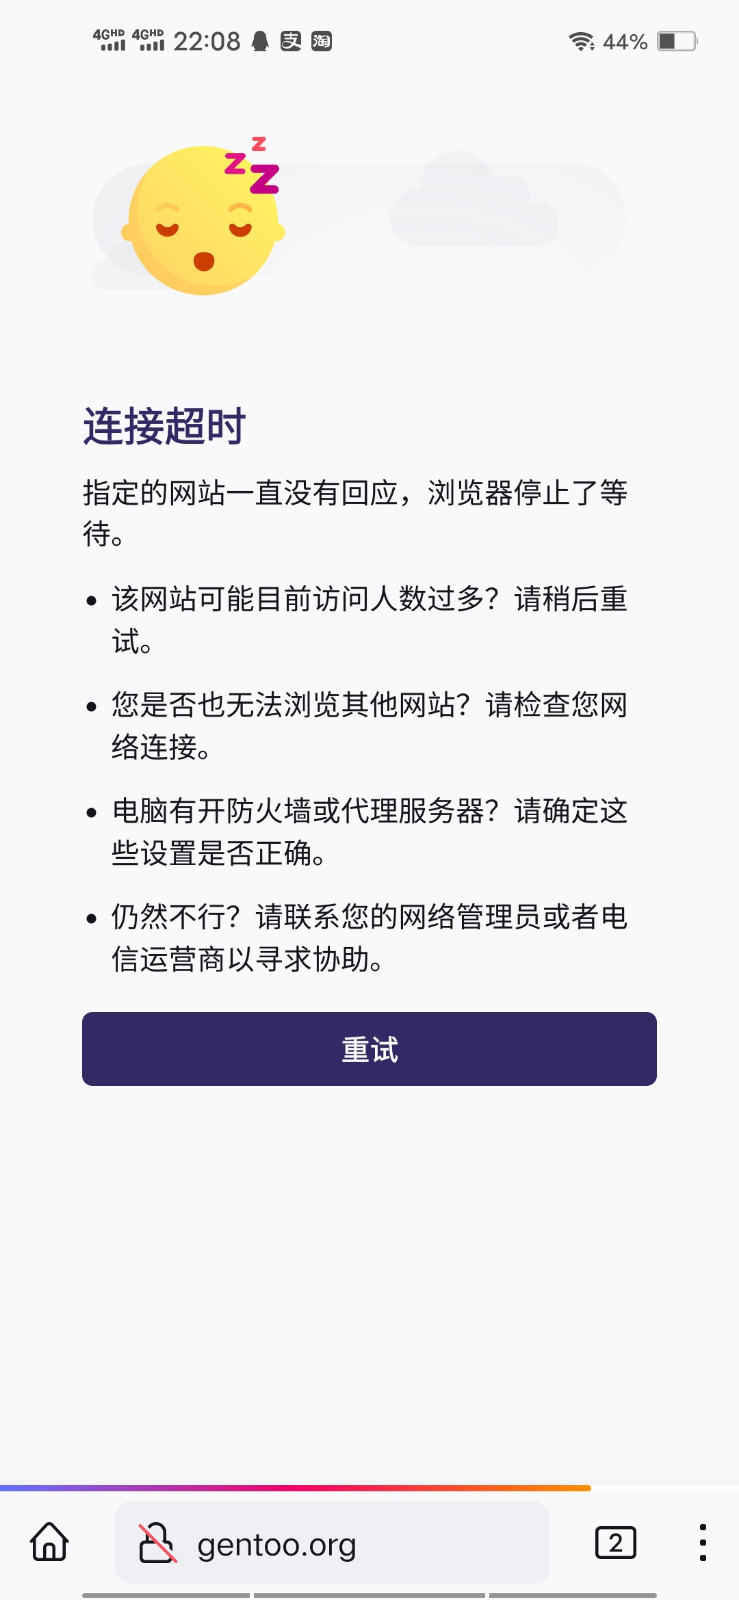 4GHD 4GHD 22:08 支 淘 44%
z
z
z
连接超时
指定的网站一直没有回应，浏览器停止了等
待。
• 该网站可能目前访问人数过多？请稍后重
试。
• 您是否也无法浏览其他网站？请检查您网
络连接。
• 电脑有开防火墙或代理服务器？请确定这
些设置是否正确。
• 仍然不行？请联系您的网络管理员或者电
信运营商以寻求协助。
重试
gentoo.org 2